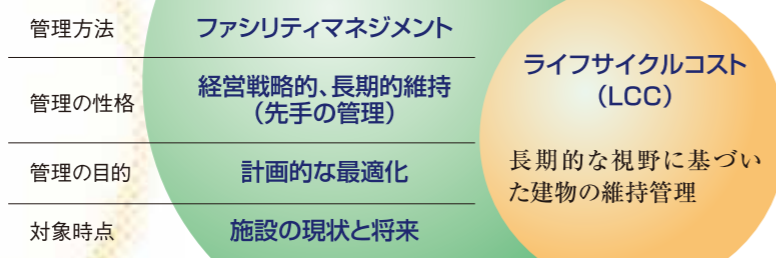 管理方法
ファシリティマネジメント
管理の性格
経営戦略的、長期的維持
（先手の管理）
管理の目的
計画的な最適化
対象時点
施設の現状と将来
ライフサイクルコスト
（LCC）
長期的な視野に基づい
た建物の維持管理